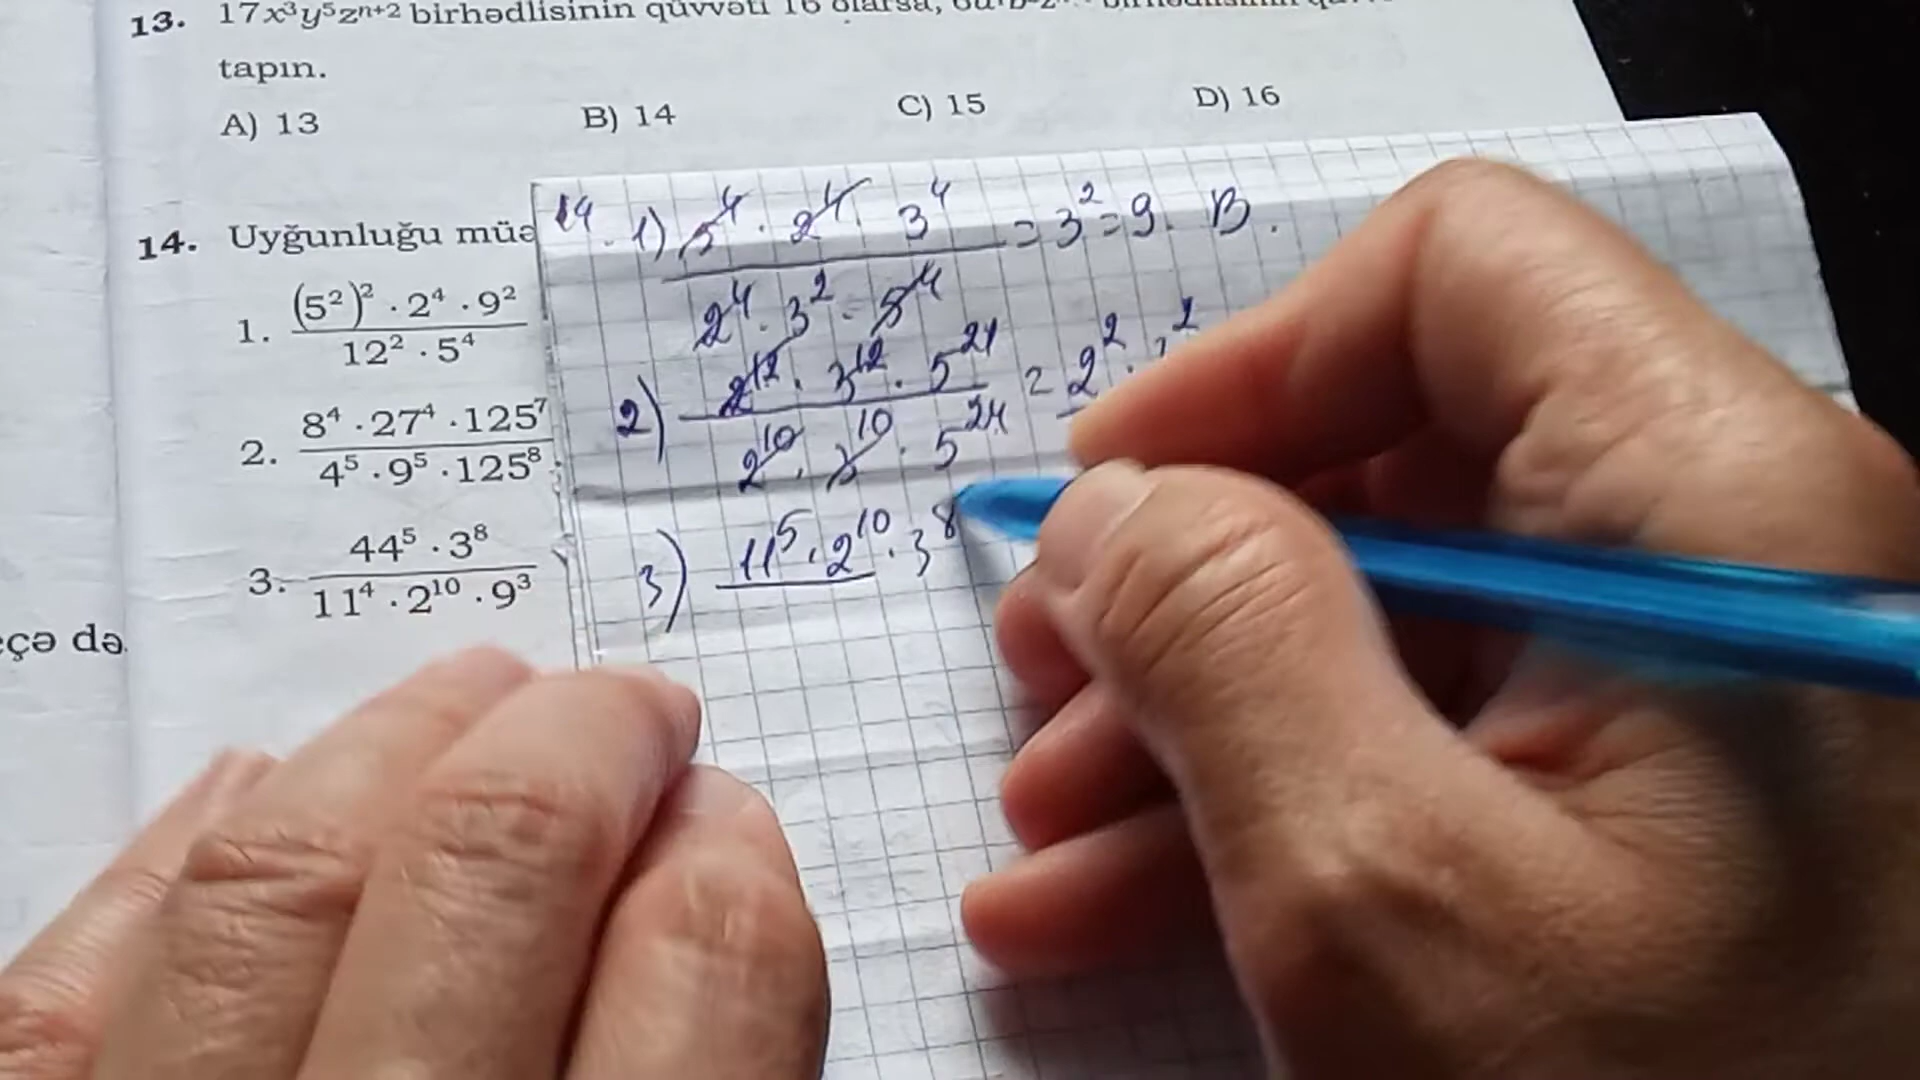 13. 17x³y⁵zⁿ⁺² birhədlisinin qüvvəti 16 olarsa,
tapın.
A) 13 B) 14 C) 15 D) 16
14. Uyğunluğu müə
1. (5²)² · 2⁴ · 9² / 12² · 5⁴
2. 8⁴ · 27⁴ · 125⁷ / 4⁵ · 9⁵ · 125⁸
3. 44⁵ · 3⁸ / 11⁴ · 2¹⁰ · 9³
çə də
14. 1) 5⁴ · 2⁴ · 3⁴ / 2⁴ · 3² · 5⁴ = 3² = 9. B.
2) 2¹² · 3¹² · 5²¹ / 2¹⁰ · 3¹⁰ · 5²⁴ = 2² ·
3) 11⁵ · 2¹⁰ · 3⁸